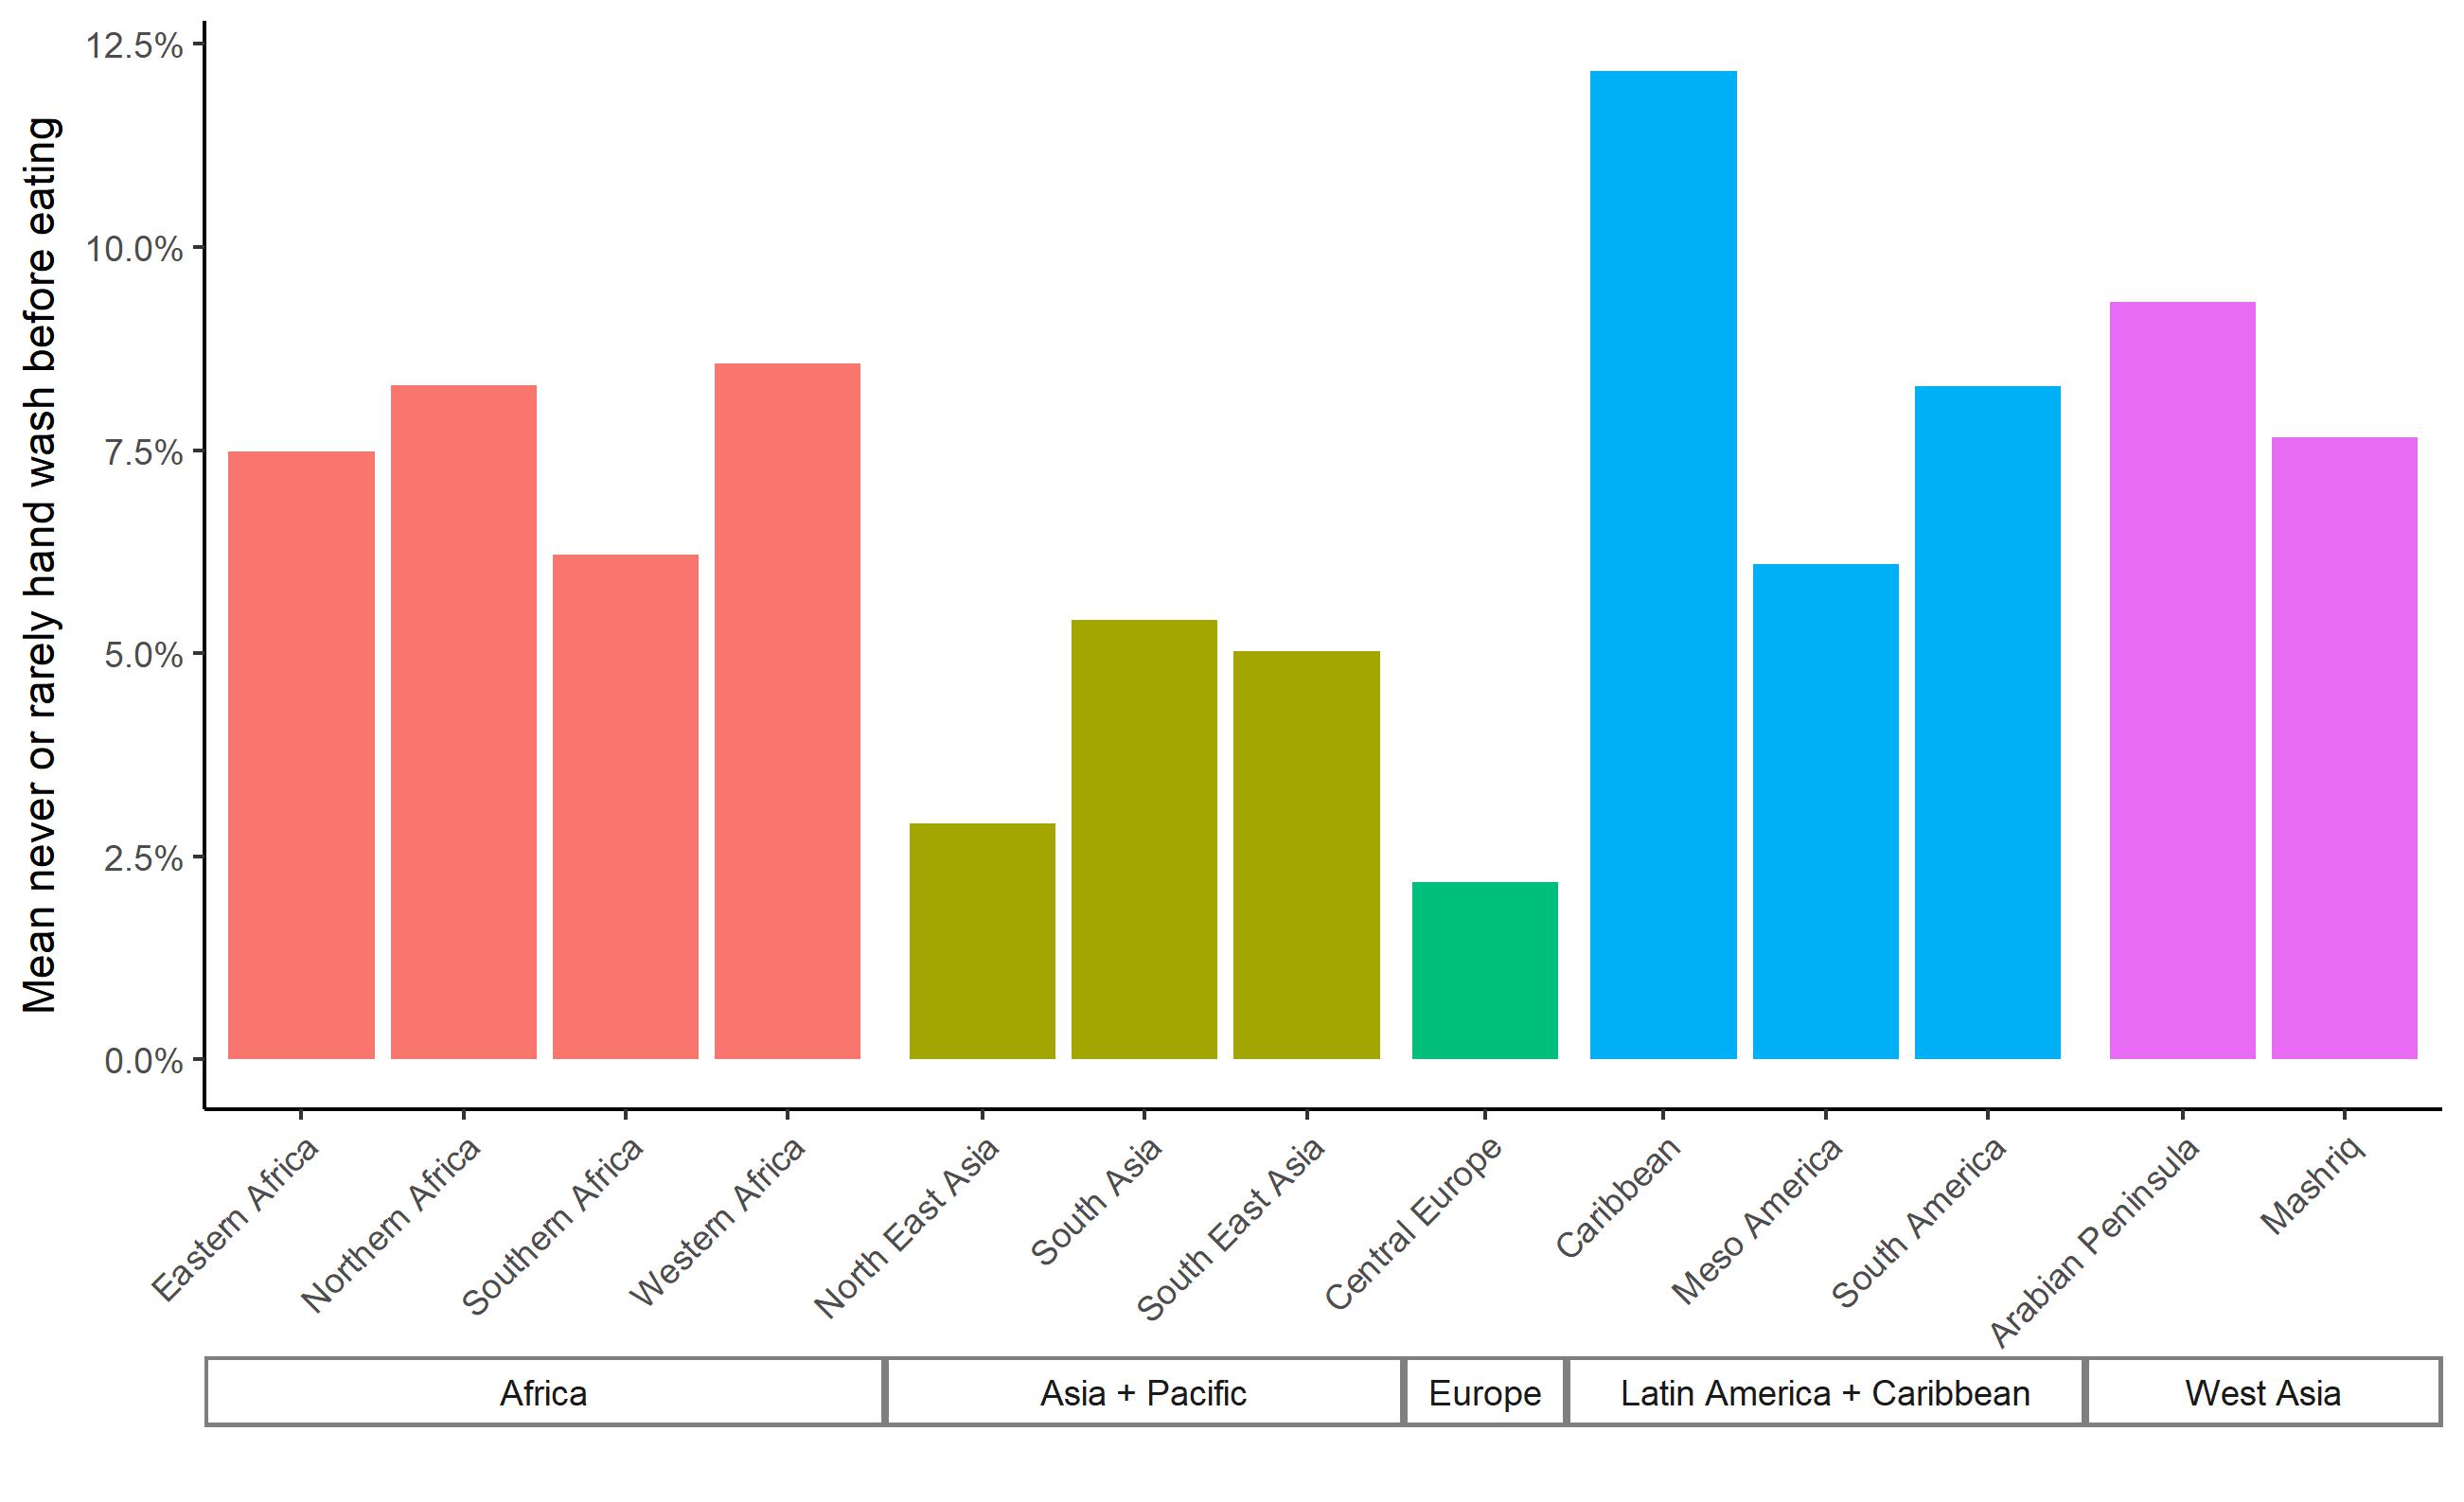 Mean never or rarely hand wash before eating
12.5%
10.0%
7.5%
5.0%
2.5%
0.0%
Eastern Africa
Northern Africa
Southern Africa
Western Africa
North East Asia
South Asia
South East Asia
Central Europe
Caribbean
Meso America
South America
Arabian Peninsula
Mashriq
Africa
Asia + Pacific
Europe
Latin America + Caribbean
West Asia